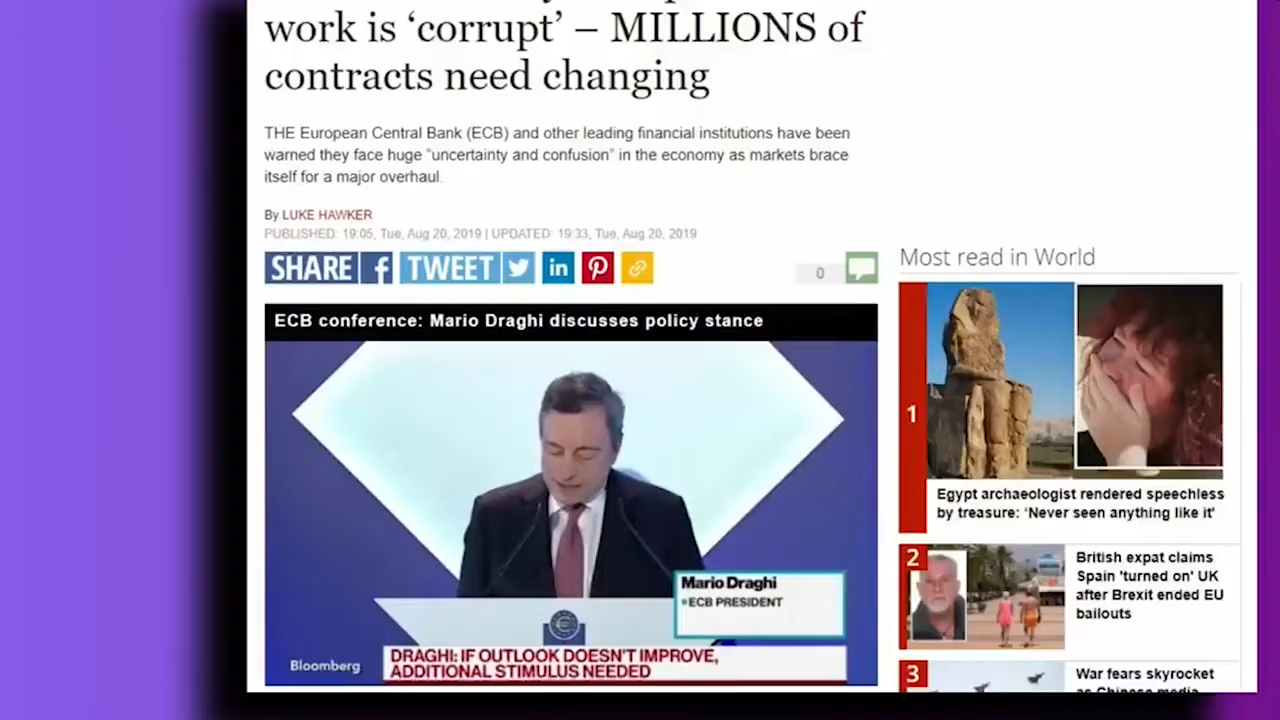 work is ‘corrupt’ – MILLIONS of
contracts need changing
THE European Central Bank (ECB) and other leading financial institutions have been
warned they face huge “uncertainty and confusion” in the economy as markets brace
itself for a major overhaul.
By LUKE HAWKER
PUBLISHED: 19:05, Tue, Aug 20, 2019 | UPDATED: 19:33, Tue, Aug 20, 2019
SHARE f TWEET in
0
ECB conference: Mario Draghi discusses policy stance
Mario Draghi
ECB PRESIDENT
Bloomberg
DRAGHI: IF OUTLOOK DOESN'T IMPROVE,
ADDITIONAL STIMULUS NEEDED
Most read in World
1
Egypt archaeologist rendered speechless
by treasure: ‘Never seen anything like it’
2
British expat claims
Spain 'turned on' UK
after Brexit ended EU
bailouts
3
War fears skyrocket
as Chinese media